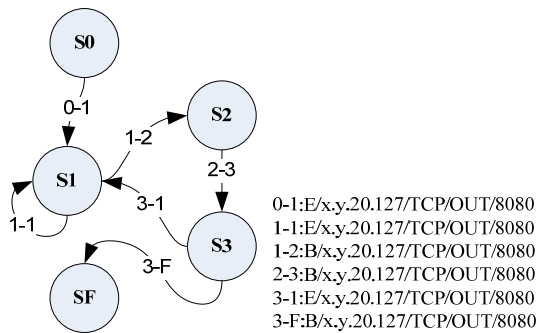 S0
0-1
S2
1-2
S1
2-3
3-1
1-1
S3
3-F
SF
0-1:E/x.y.20.127/TCP/OUT/8080
1-1:E/x.y.20.127/TCP/OUT/8080
1-2:B/x.y.20.127/TCP/OUT/8080
2-3:B/x.y.20.127/TCP/OUT/8080
3-1:E/x.y.20.127/TCP/OUT/8080
3-F:B/x.y.20.127/TCP/OUT/8080